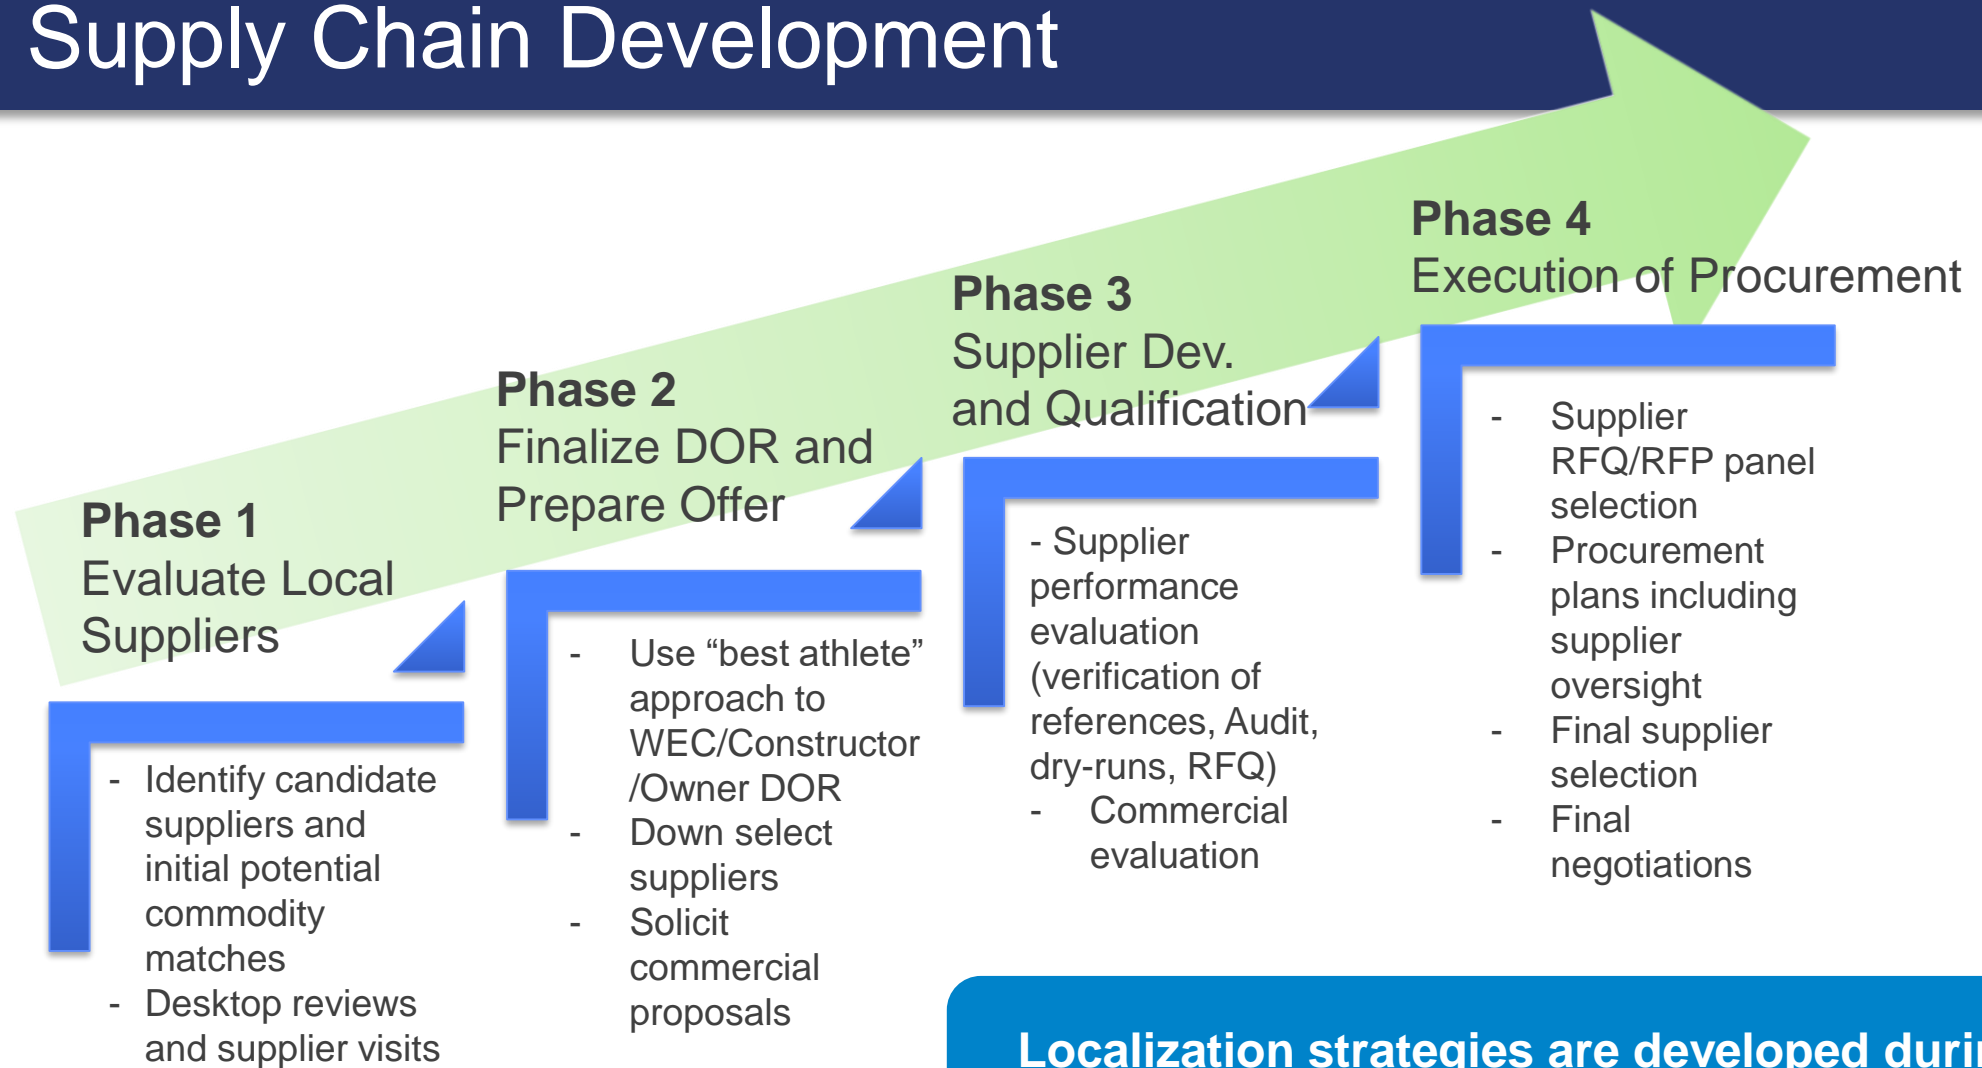 Supply Chain Development
Phase 1
Evaluate Local
Suppliers
- Identify candidate
suppliers and
initial potential
commodity
matches
- Desktop reviews
and supplier visits
Phase 2
Finalize DOR and
Prepare Offer
- Use “best athlete”
approach to
WEC/Constructor
/Owner DOR
- Down select
suppliers
- Solicit
commercial
proposals
Phase 3
Supplier Dev.
and Qualification
- Supplier
performance
evaluation
(verification of
references, Audit,
dry-runs, RFQ)
- Commercial
evaluation
Phase 4
Execution of Procurement
- Supplier
RFQ/RFP panel
selection
- Procurement
plans including
supplier
oversight
- Final supplier
selection
- Final
negotiations
Localization strategies are developed